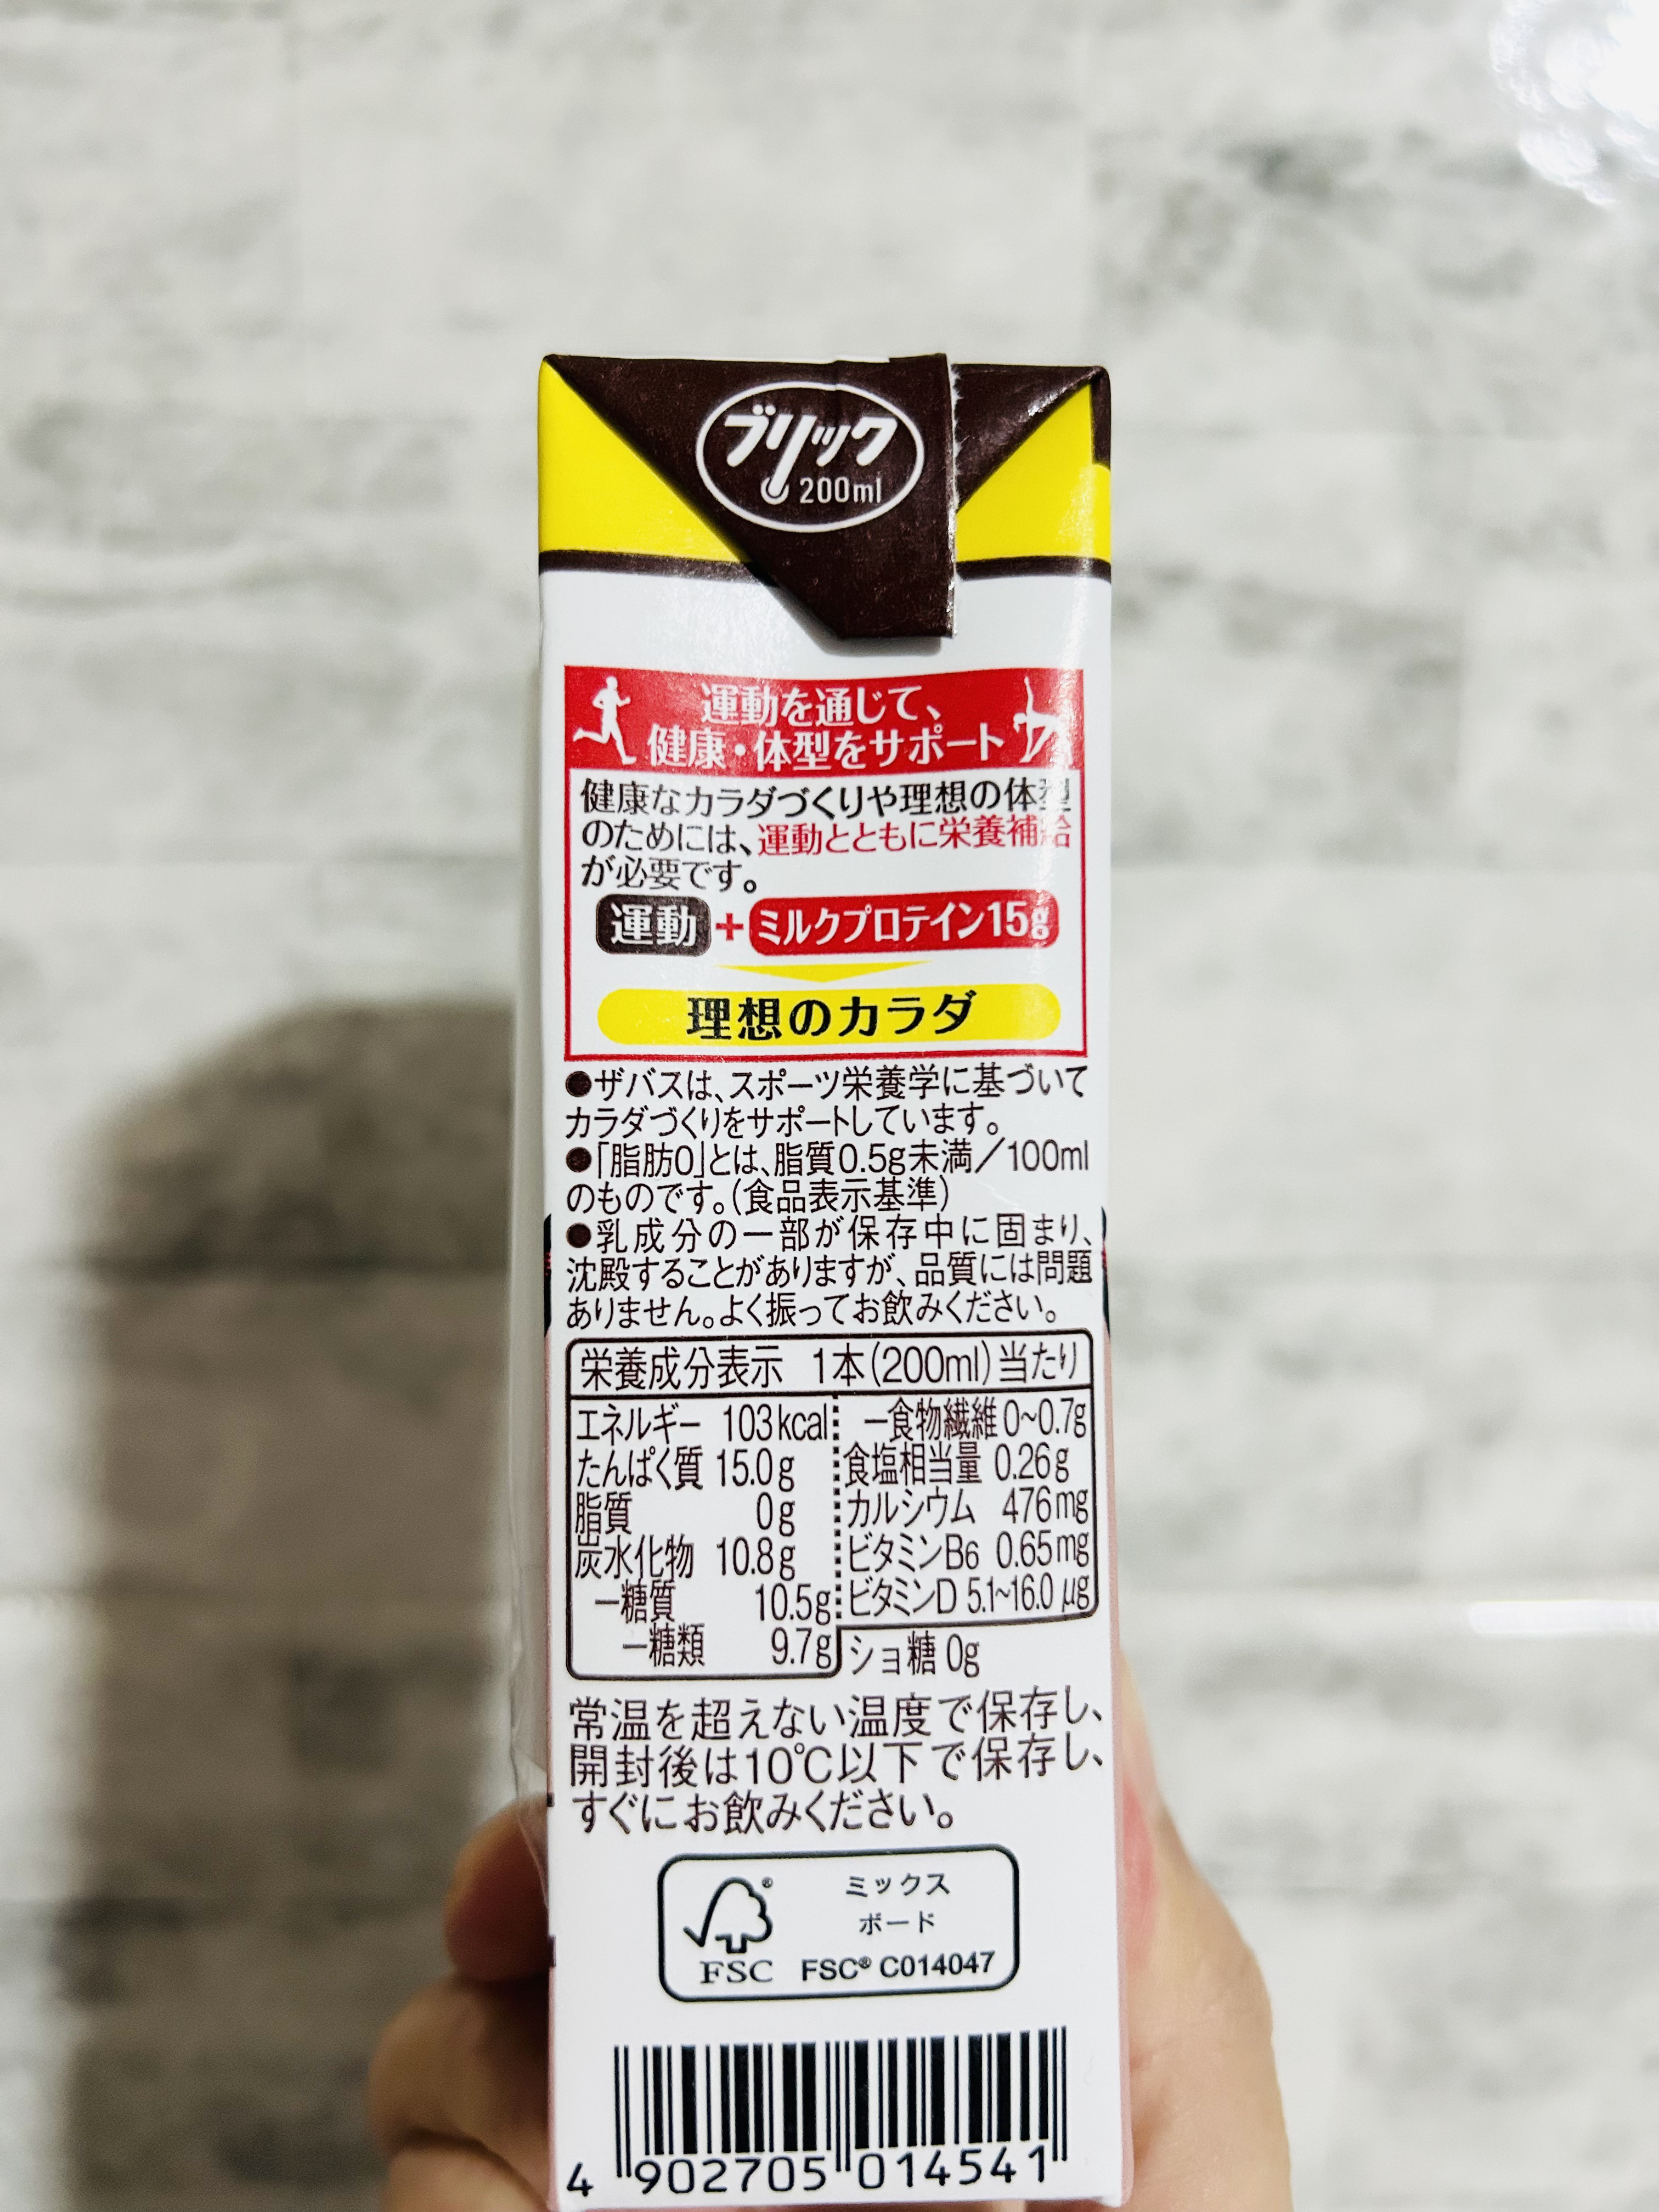 ブリック
200ml
運動を通じて、
健康・体型をサポート
健康なカラダづくりや理想の体型
のためには、運動とともに栄養補給
が必要です。
運動+ミルクプロテイン15g
理想のカラダ
●ザバスは、スポーツ栄養学に基づいて
カラダづくりをサポートしています。
●「脂肪0」とは、脂質0.5g未満/100ml
のものです。(食品表示基準)
●乳成分の一部が保存中に固まり、
沈殿することがありますが、品質には問題
ありません。よく振ってお飲みください。
栄養成分表示 1本(200ml)当たり
エネルギー 103kcal
たんぱく質 15.0g
脂質 0g
炭水化物 10.8g
－糖質 10.5g
－糖類 9.7g
－食物繊維 0~0.7g
食塩相当量 0.26g
カルシウム 476mg
ビタミンB6 0.65mg
ビタミンD 5.1~16.0μg
ショ糖 0g
常温を超えない温度で保存し、
開封後は10℃以下で保存し、
すぐにお飲みください。
ミックス
ボード
FSC FSC® C014047
4 902705 014541